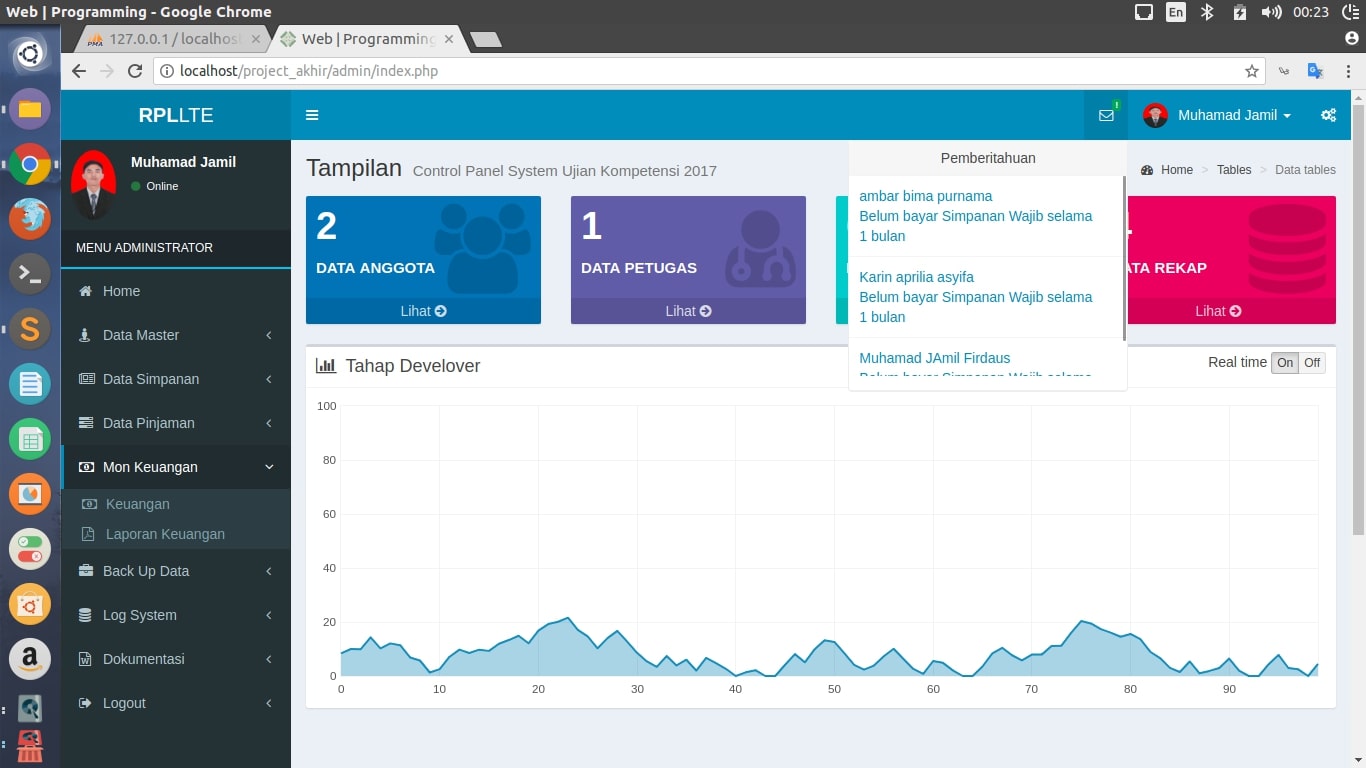 Web | Programming - Google Chrome
En
00:23
127.0.0.1 / localhost
Web | Programming
localhost/project_akhir/admin/index.php
RPLLTE
Muhamad Jamil
Muhamad Jamil
Online
MENU ADMINISTRATOR
Home
Data Master
Data Simpanan
Data Pinjaman
Mon Keuangan
Keuangan
Laporan Keuangan
Back Up Data
Log System
Dokumentasi
Logout
Tampilan Control Panel System Ujian Kompetensi 2017
Home > Tables > Data tables
2
DATA ANGGOTA
Lihat
1
DATA PETUGAS
Lihat
Pemberitahuan
ambar bima purnama
Belum bayar Simpanan Wajib selama
1 bulan
Karin aprilia asyifa
Belum bayar Simpanan Wajib selama
1 bulan
Muhamad JAmil Firdaus
Belum bayar Simpanan Wajib selama
REKAP
Lihat
Tahap Develover
Real time On Off
100
80
60
40
20
0
0 10 20 30 40 50 60 70 80 90